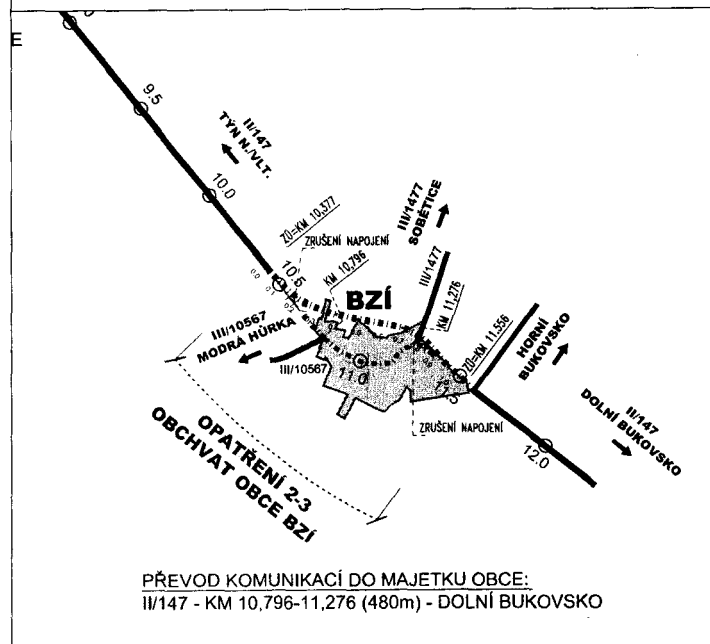 E
9.5
II/147
TÝN N./VLT.
10.0
ZÚ=KM 10,377
ZRUŠENÍ NAPOJENÍ
III/1477
SOBĚTICE
10.5
KM 10,796
BZÍ
III/1477
KM 11,276
III/10567
MODRÁ HŮRKA
III/10567
11.0
ZÚ=KM 11,556
11.5
HORNÍ
BUKOVSKO
II/147
DOLNÍ BUKOVSKO
ZRUŠENÍ NAPOJENÍ
12.0
OPATŘENÍ 2-3
OBCHVAT OBCE BZÍ
PŘEVOD KOMUNIKACÍ DO MAJETKU OBCE:
II/147 - KM 10,796-11,276 (480m) - DOLNÍ BUKOVSKO